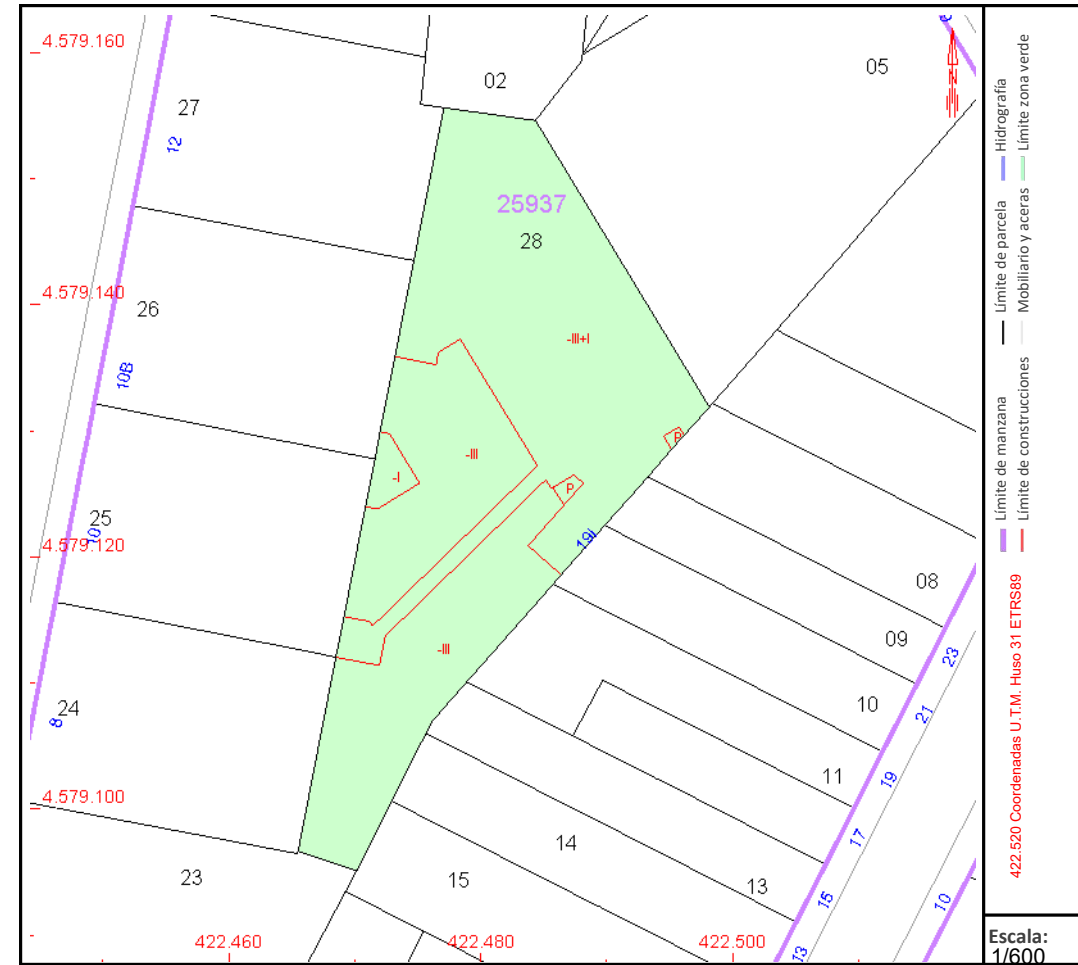 4.579.160
02
05
27
12
25937
28
4.579.140
26
-III+I
10B
-III
P
-I
P
25
10
19I
4.579.120
08
09
23
-III
10
24
8
21
11
19
4.579.100
14
17
23
15
13
15
10
422.460
422.480
422.500
13
Límite de manzana
Límite de parcela
Hidrografía
Límite de construcciones
Mobiliario y aceras
Límite zona verde
422.520 Coordenadas U.T.M. Huso 31 ETRS89
Escala:
1/600